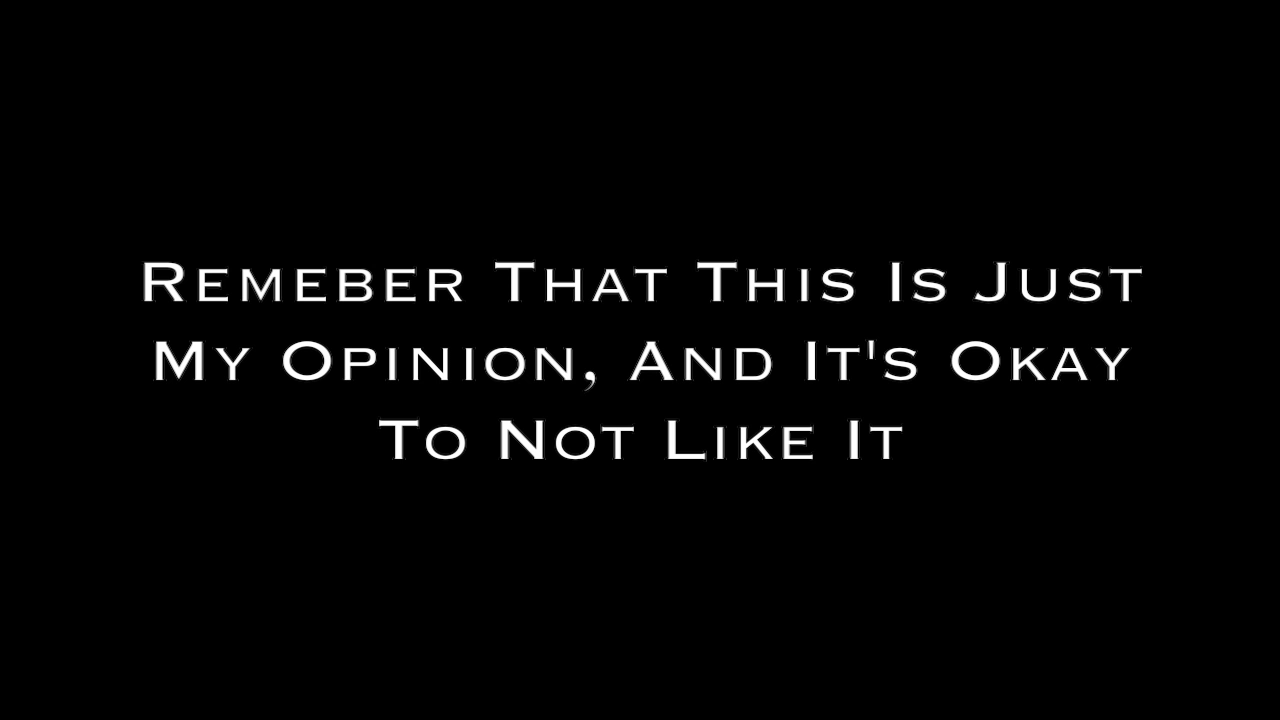 Remeber That This Is Just
My Opinion, And It's Okay
To Not Like It